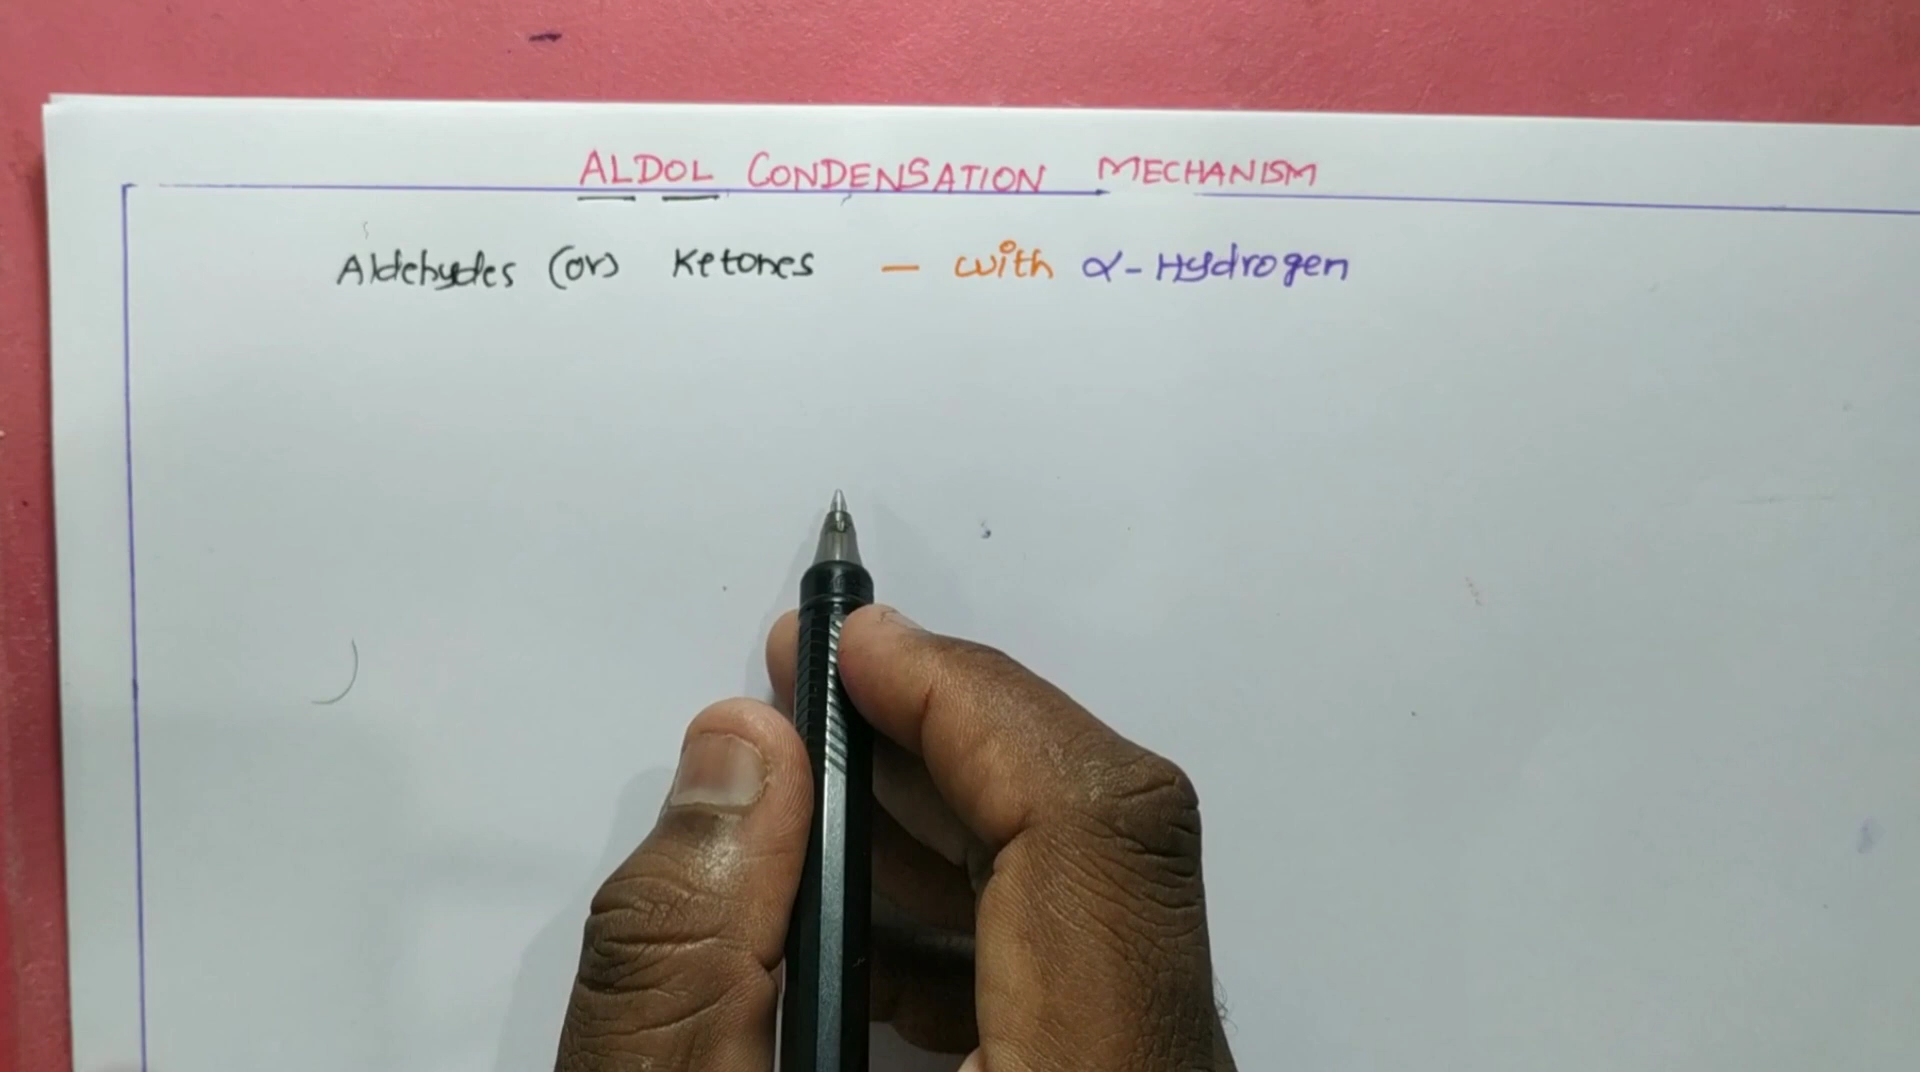 ALDOL CONDENSATION MECHANISM
Aldehydes (or) Ketones - with α-Hydrogen